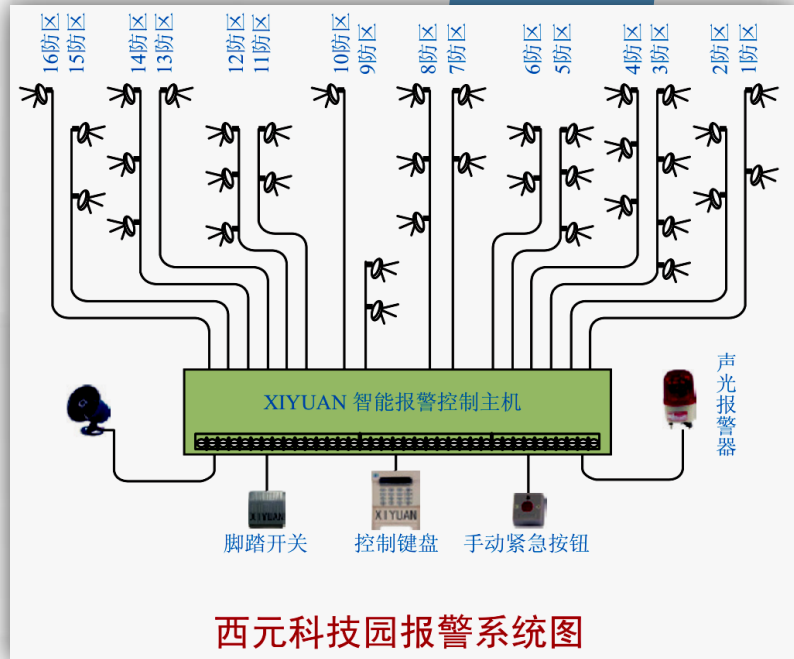 16防区
15防区
14防区
13防区
12防区
11防区
10防区
9防区
8防区
7防区
6防区
5防区
4防区
3防区
2防区
1防区
XIYUAN 智能报警控制主机
声光报警器
XIYUAN
XIYUAN
脚踏开关
控制键盘
手动紧急按钮
西元科技园报警系统图